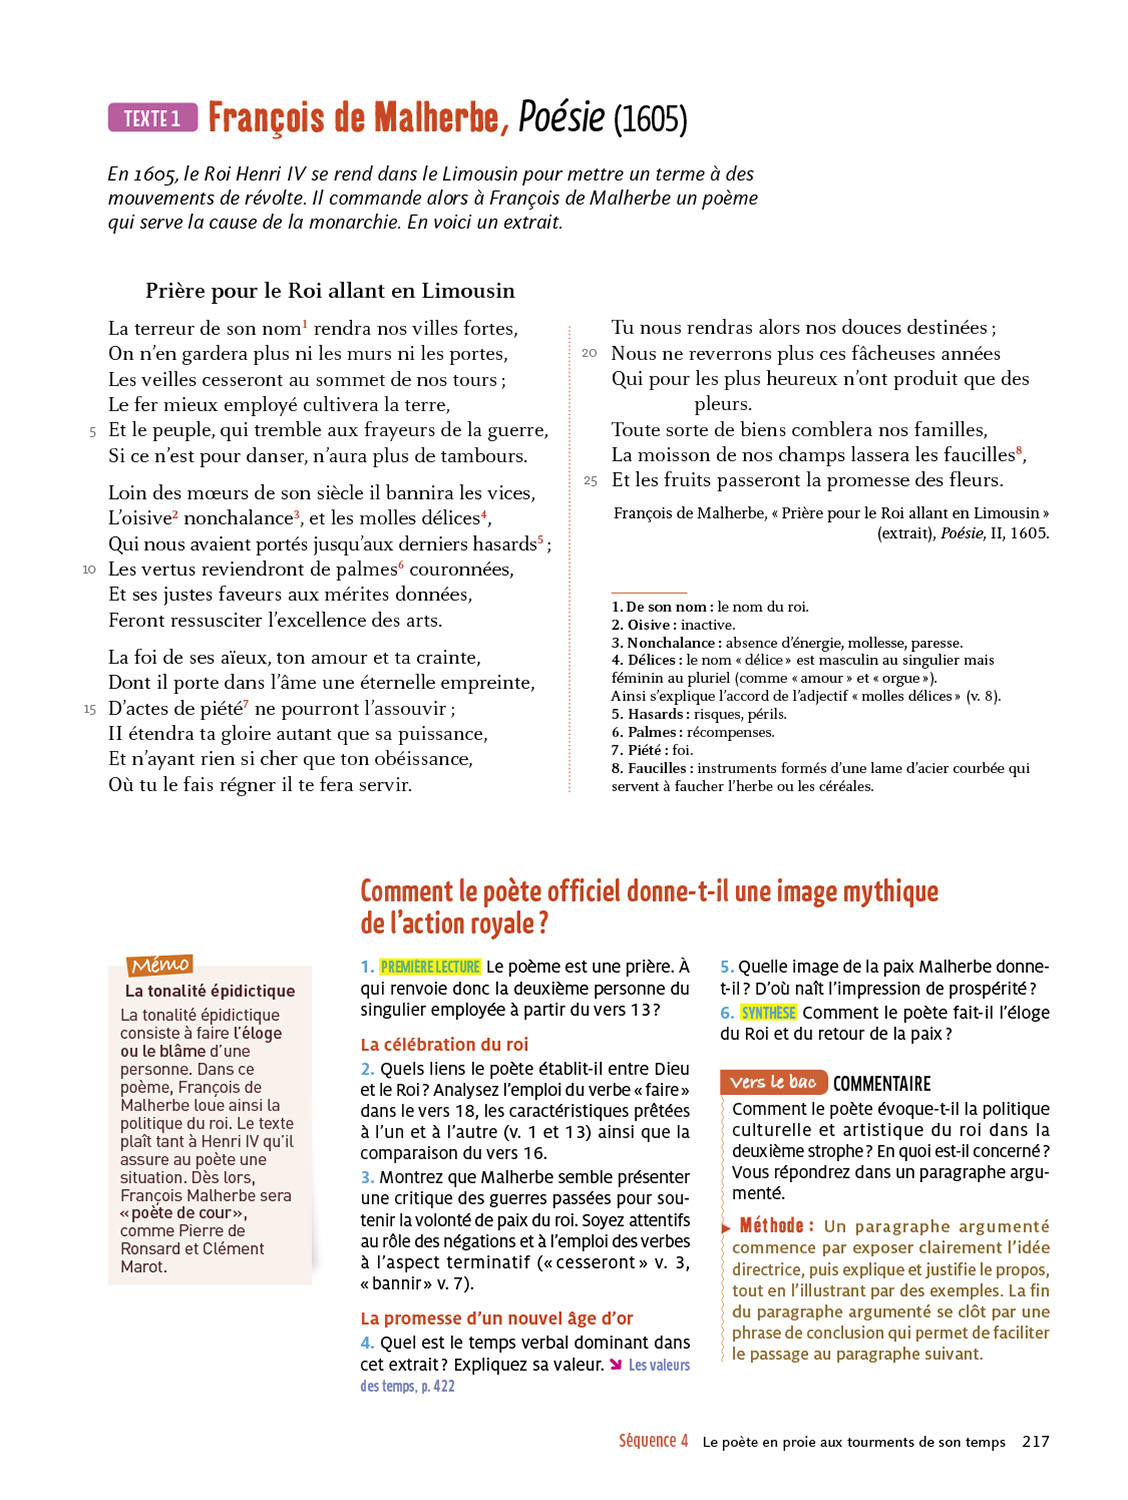 TEXTE 1 François de Malherbe, Poésie (1605)
En 1605, le Roi Henri IV se rend dans le Limousin pour mettre un terme à des
mouvements de révolte. Il commande alors à François de Malherbe un poème
qui serve la cause de la monarchie. En voici un extrait.
Prière pour le Roi allant en Limousin
La terreur de son nom1 rendra nos villes fortes,
On n’en gardera plus ni les murs ni les portes,
Les veilles cesseront au sommet de nos tours ;
Le fer mieux employé cultivera la terre,
5 Et le peuple, qui tremble aux frayeurs de la guerre,
Si ce n’est pour danser, n’aura plus de tambours.
Loin des mœurs de son siècle il bannira les vices,
L’oisive2 nonchalance3, et les molles délices4,
Qui nous avaient portés jusqu’aux derniers hasards5 ;
10 Les vertus reviendront de palmes6 couronnées,
Et ses justes faveurs aux mérites données,
Feront ressusciter l’excellence des arts.
La foi de ses aïeux, ton amour et ta crainte,
Dont il porte dans l’âme une éternelle empreinte,
15 D’actes de piété7 ne pourront l’assouvir ;
II étendra ta gloire autant que sa puissance,
Et n’ayant rien si cher que ton obéissance,
Où tu le fais régner il te fera servir.
Tu nous rendras alors nos douces destinées ;
20 Nous ne reverrons plus ces fâcheuses années
Qui pour les plus heureux n’ont produit que des
pleurs.
Toute sorte de biens comblera nos familles,
La moisson de nos champs lassera les faucilles8,
25 Et les fruits passeront la promesse des fleurs.
François de Malherbe, « Prière pour le Roi allant en Limousin »
(extrait), Poésie, II, 1605.
1. De son nom : le nom du roi.
2. Oisive : inactive.
3. Nonchalance : absence d’énergie, mollesse, paresse.
4. Délices : le nom « délice » est masculin au singulier mais
féminin au pluriel (comme « amour » et « orgue »).
Ainsi s’explique l’accord de l’adjectif « molles délices » (v. 8).
5. Hasards : risques, périls.
6. Palmes : récompenses.
7. Piété : foi.
8. Faucilles : instruments formés d’une lame d’acier courbée qui
servent à faucher l’herbe ou les céréales.
Comment le poète officiel donne-t-il une image mythique
de l’action royale ?
Mémo
La tonalité épidictique
La tonalité épidictique
consiste à faire l’éloge
ou le blâme d’une
personne. Dans ce
poème, François de
Malherbe loue ainsi la
politique du roi. Le texte
plaît tant à Henri IV qu’il
assure au poète une
situation. Dès lors,
François Malherbe sera
« poète de cour »,
comme Pierre de
Ronsard et Clément
Marot.
1. PREMIÈRE LECTURE Le poème est une prière. À
qui renvoie donc la deuxième personne du
singulier employée à partir du vers 13 ?
La célébration du roi
2. Quels liens le poète établit-il entre Dieu
et le Roi ? Analysez l’emploi du verbe « faire »
dans le vers 18, les caractéristiques prêtées
à l’un et à l’autre (v. 1 et 13) ainsi que la
comparaison du vers 16.
3. Montrez que Malherbe semble présenter
une critique des guerres passées pour sou-
tenir la volonté de paix du roi. Soyez attentifs
au rôle des négations et à l’emploi des verbes
à l’aspect terminatif (« cesseront » v. 3,
« bannir » v. 7).
La promesse d’un nouvel âge d’or
4. Quel est le temps verbal dominant dans
cet extrait ? Expliquez sa valeur. Les valeurs
des temps, p. 422
5. Quelle image de la paix Malherbe donne-
t-il ? D’où naît l’impression de prospérité ?
6. SYNTHÈSE Comment le poète fait-il l’éloge
du Roi et du retour de la paix ?
Vers le bac COMMENTAIRE
Comment le poète évoque-t-il la politique
culturelle et artistique du roi dans la
deuxième strophe ? En quoi est-il concerné ?
Vous répondrez dans un paragraphe argu-
menté.
Méthode : Un paragraphe argumenté
commence par exposer clairement l’idée
directrice, puis explique et justifie le propos,
tout en l’illustrant par des exemples. La fin
du paragraphe argumenté se clôt par une
phrase de conclusion qui permet de faciliter
le passage au paragraphe suivant.
Séquence 4 Le poète en proie aux tourments de son temps 217